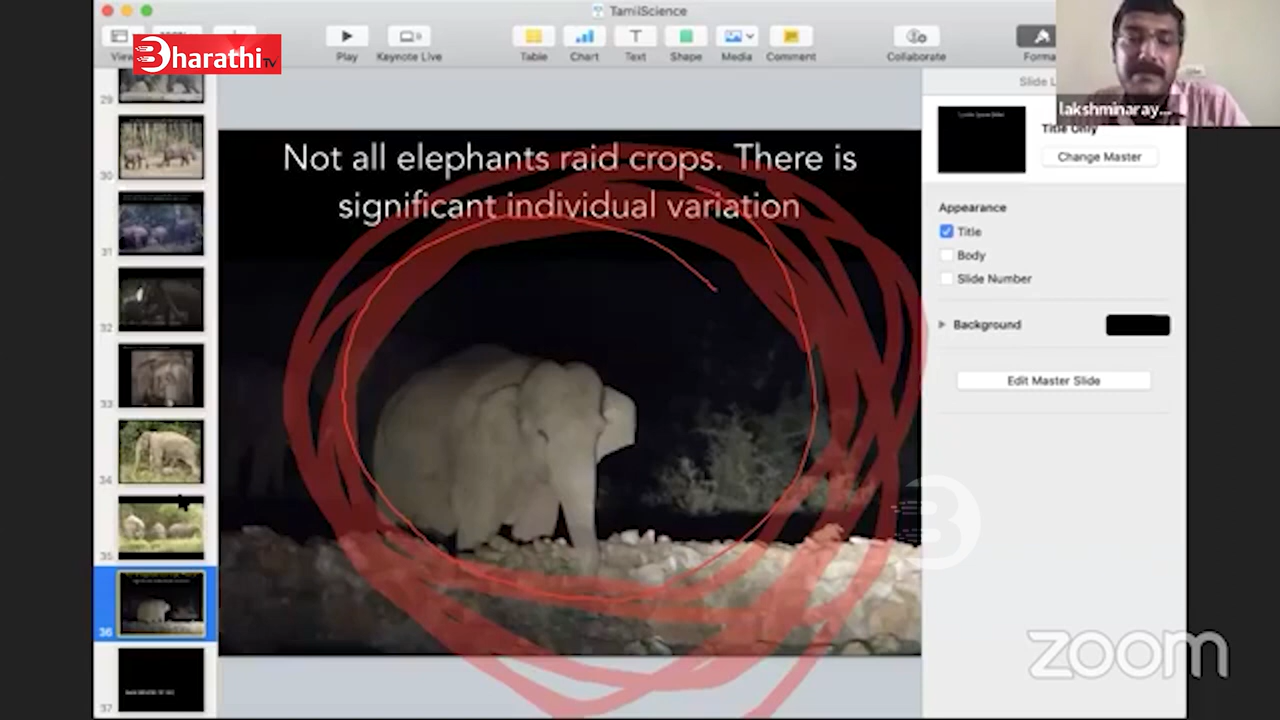 TamilScience
Bharathi TV
View
Play
Keynote Live
Table
Chart
Text
Shape
Media
Comment
Collaborate
lakshminaray...
Slide L
Title Only
Change Master
Appearance
Title
Body
Slide Number
Background
Edit Master Slide
Not all elephants raid crops. There is
significant individual variation
29
30
31
32
33
34
35
36
37
zoom